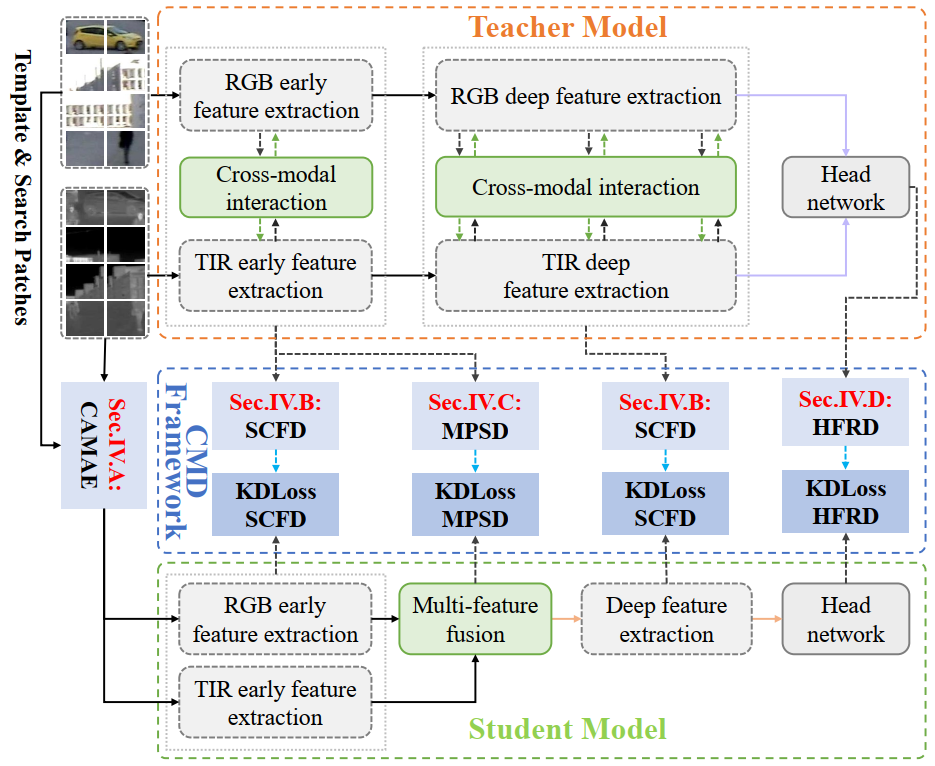 Teacher Model
Template & Search Patches
RGB early
feature extraction
RGB deep feature extraction
Cross-modal
interaction
Cross-modal interaction
Head
network
TIR early feature
extraction
TIR deep
feature extraction
CMD
Framework
Sec.IV.A:
CAMAE
Sec.IV.B:
SCFD
Sec.IV.C:
MPSD
Sec.IV.B:
SCFD
Sec.IV.D:
HFRD
KDLoss
SCFD
KDLoss
MPSD
KDLoss
SCFD
KDLoss
HFRD
RGB early
feature extraction
Multi-feature
fusion
Deep feature
extraction
Head
network
TIR early feature
extraction
Student Model